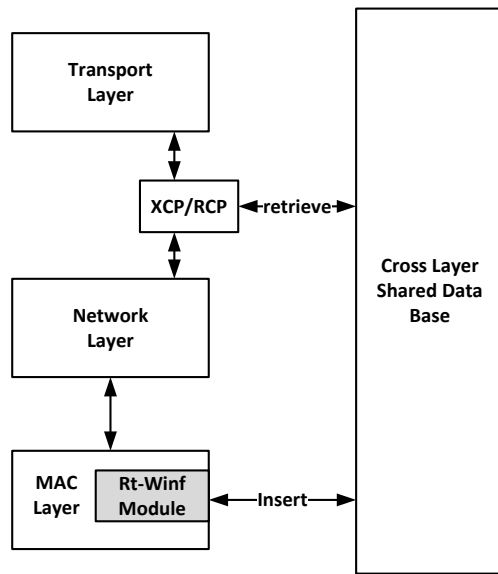 Transport
Layer
XCP/RCP
retrieve
Cross Layer
Shared Data
Base
Network
Layer
MAC
Layer
Rt-Winf
Module
Insert